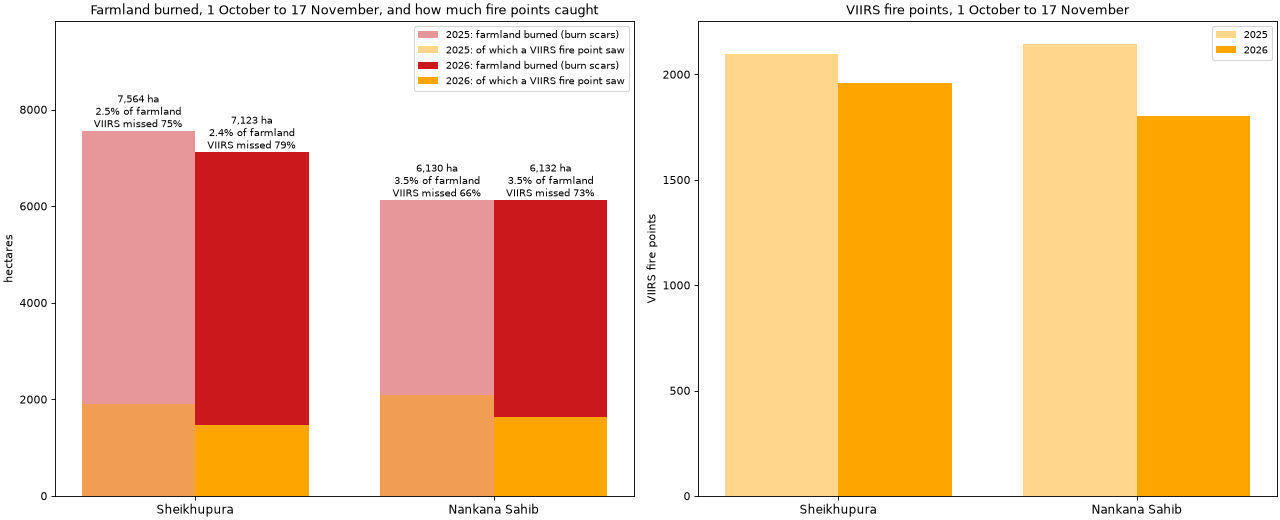 Farmland burned, 1 October to 17 November, and how much fire points caught
2025: farmland burned (burn scars)
2025: of which a VIIRS fire point saw
2026: farmland burned (burn scars)
2026: of which a VIIRS fire point saw
7,564 ha
2.5% of farmland
VIIRS missed 75%
7,123 ha
2.4% of farmland
VIIRS missed 79%
6,130 ha
3.5% of farmland
VIIRS missed 66%
6,132 ha
3.5% of farmland
VIIRS missed 73%
hectares
8000
6000
4000
2000
0
Sheikhupura
Nankana Sahib
VIIRS fire points, 1 October to 17 November
2025
2026
VIIRS fire points
2000
1500
1000
500
0
Sheikhupura
Nankana Sahib